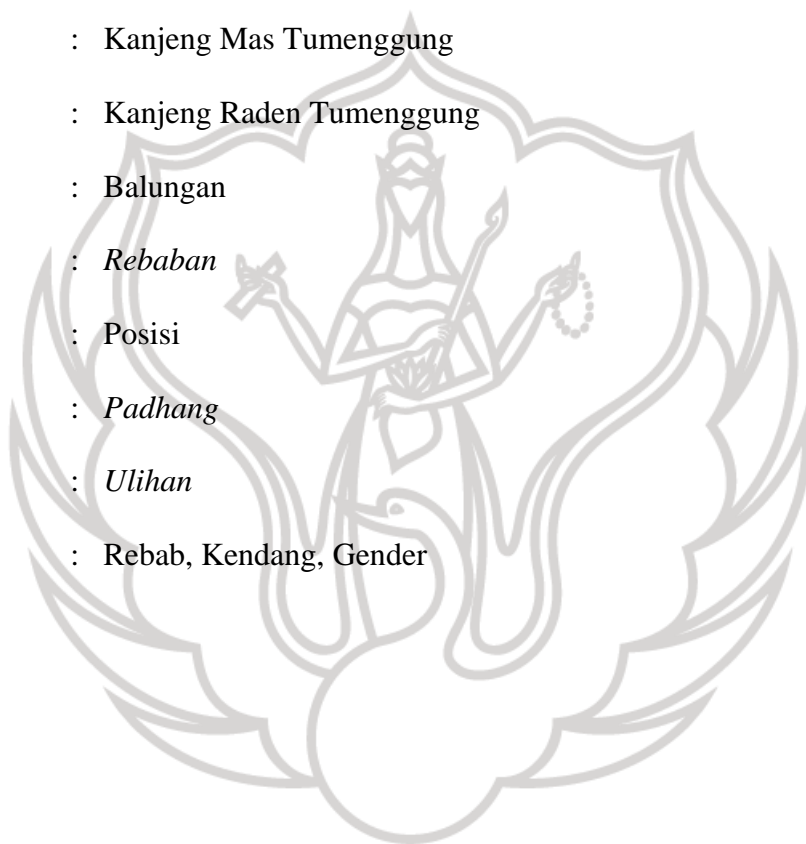 : Kanjeng Mas Tumenggung
: Kanjeng Raden Tumenggung
: Balungan
: Rebaban
: Posisi
: Padhang
: Ulihan
: Rebab, Kendang, Gender